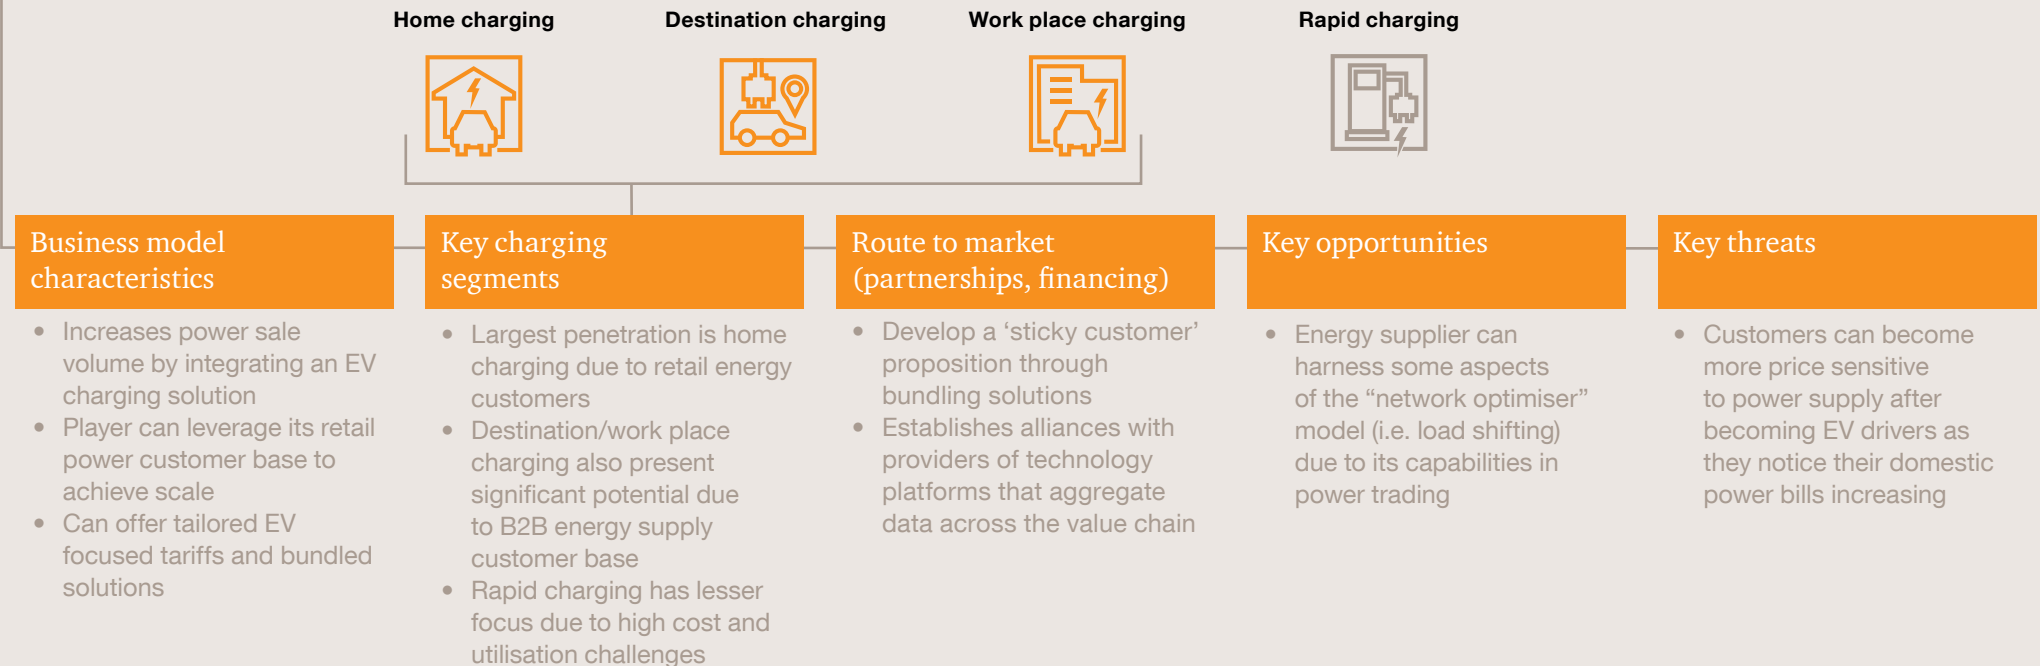 Home charging
Destination charging
Work place charging
Rapid charging
Business model
characteristics
• Increases power sale
volume by integrating an EV
charging solution
• Player can leverage its retail
power customer base to
achieve scale
• Can offer tailored EV
focused tariffs and bundled
solutions
Key charging
segments
• Largest penetration is home
charging due to retail energy
customers
• Destination/work place
charging also present
significant potential due
to B2B energy supply
customer base
• Rapid charging has lesser
focus due to high cost and
utilisation challenges
Route to market
(partnerships, financing)
• Develop a ‘sticky customer’
proposition through
bundling solutions
• Establishes alliances with
providers of technology
platforms that aggregate
data across the value chain
Key opportunities
• Energy supplier can
harness some aspects
of the “network optimiser”
model (i.e. load shifting)
due to its capabilities in
power trading
Key threats
• Customers can become
more price sensitive
to power supply after
becoming EV drivers as
they notice their domestic
power bills increasing